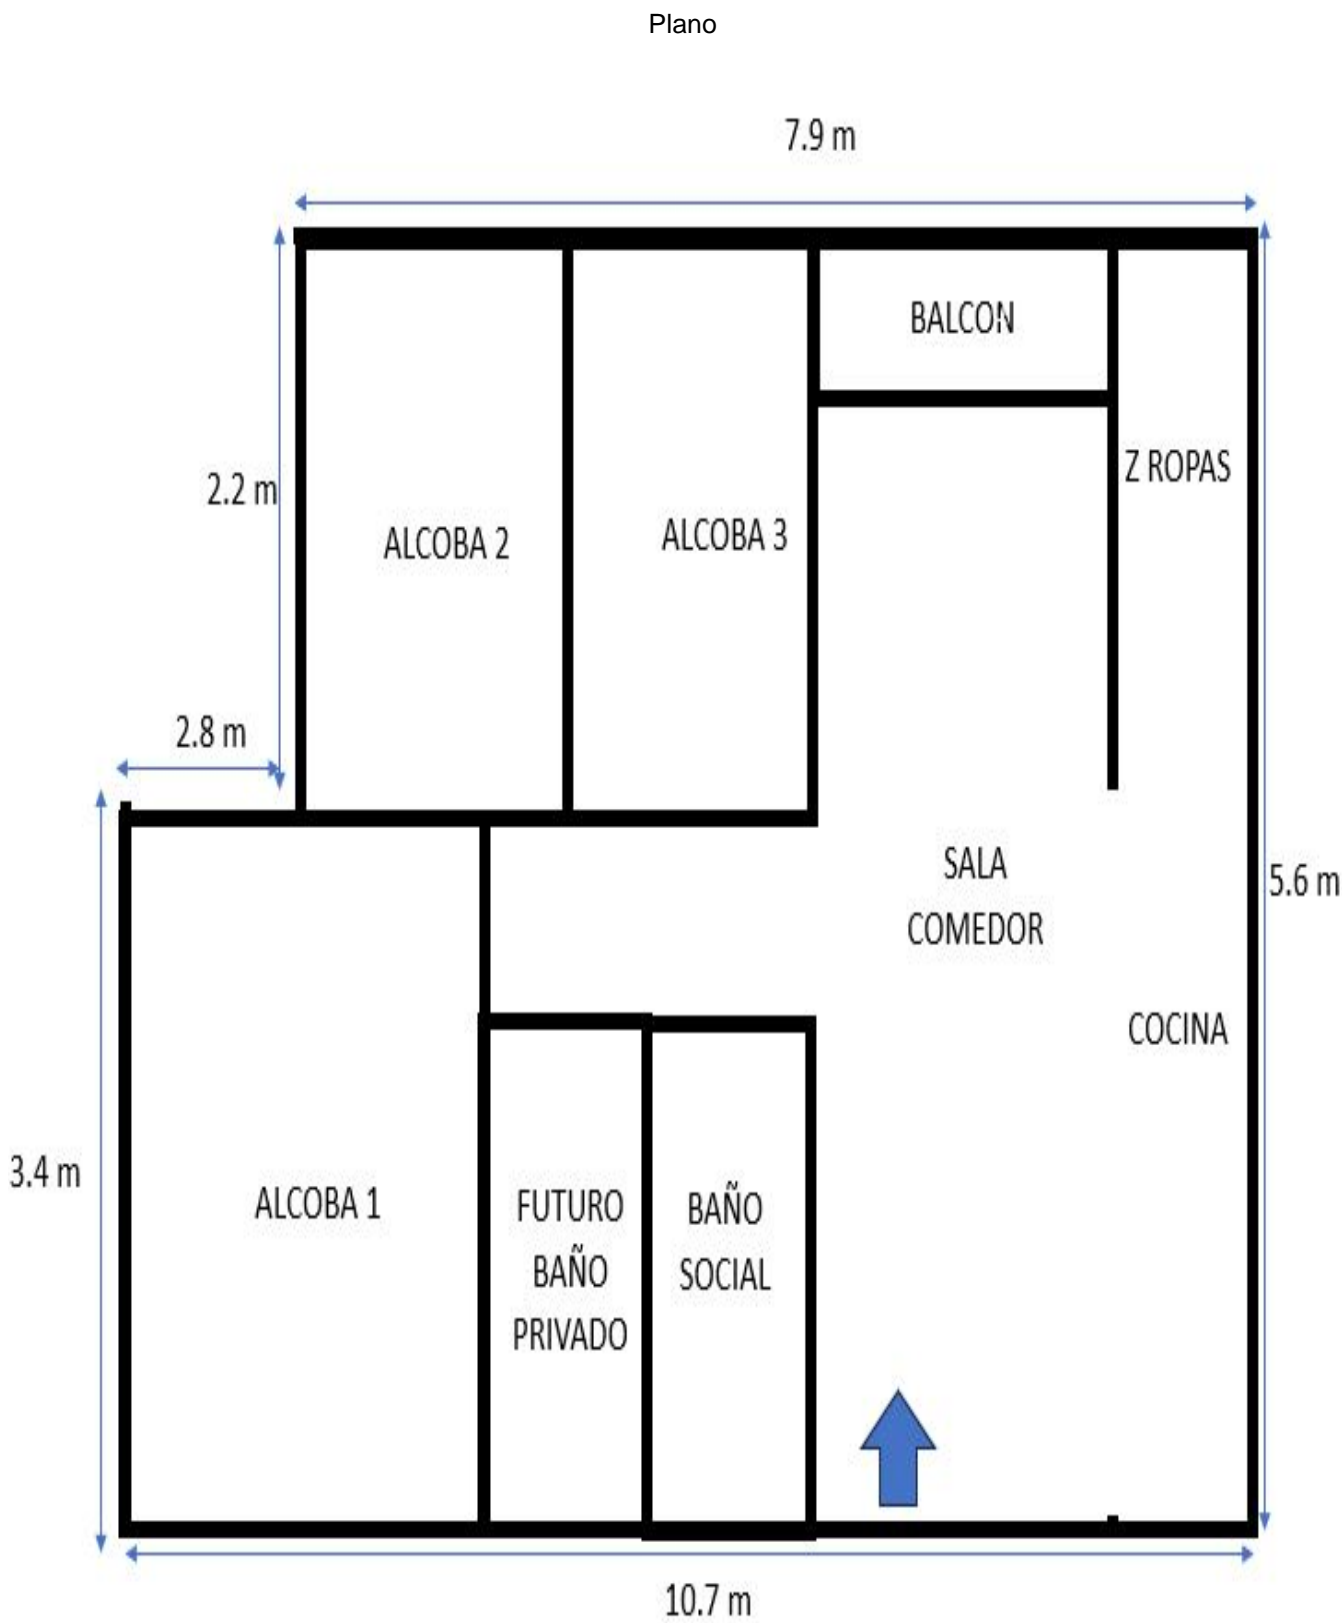 Plano
7.9 m
BALCON
Z ROPAS
2.2 m
ALCOBA 2
ALCOBA 3
2.8 m
SALA
COMEDOR
5.6 m
COCINA
3.4 m
ALCOBA 1
FUTURO
BAÑO
PRIVADO
BAÑO
SOCIAL
10.7 m